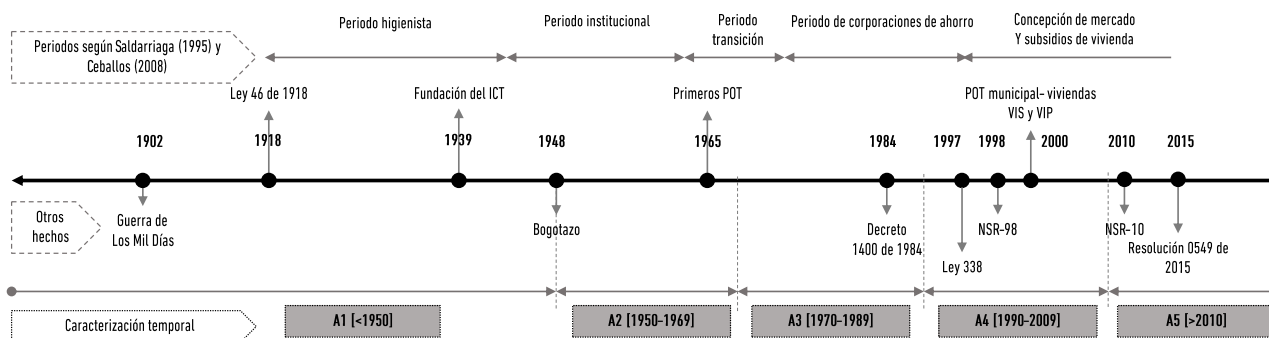 Periodos según Saldarriaga (1995) y
Ceballos (2008)
Periodo higienista
Periodo institucional
Periodo
transición
Periodo de corporaciones de ahorro
Concepción de mercado
Y subsidios de vivienda
Ley 46 de 1918
Fundación del ICT
Primeros POT
POT municipal- viviendas
VIS y VIP
1902
1918
1939
1948
1965
1984
1997
1998
2000
2010
2015
Otros
hechos
Guerra de
Los Mil Días
Bogotazo
Decreto
1400 de 1984
Ley 338
NSR-98
NSR-10
Resolución 0549 de
2015
Caracterización temporal
A1 [<1950]
A2 [1950-1969]
A3 [1970-1989]
A4 [1990-2009]
A5 [>2010]